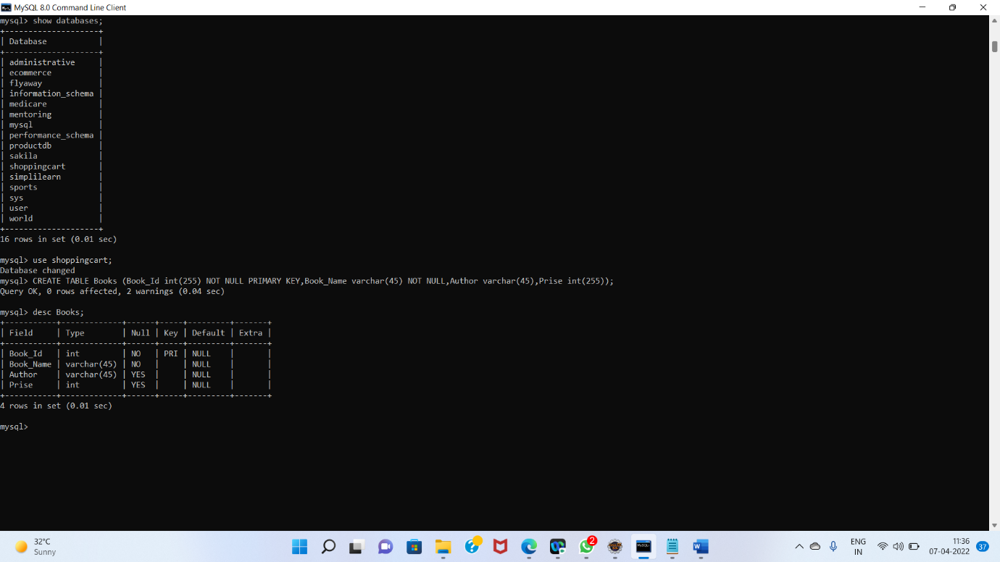 MySQL 8.0 Command Line Client
mysql> show databases;
+--------------------+
| Database           |
+--------------------+
| administrative     |
| ecommerce          |
| flyaway            |
| information_schema |
| medicare           |
| mentoring          |
| mysql              |
| performance_schema |
| productdb          |
| sakila             |
| shoppingcart       |
| simplilearn        |
| sports             |
| sys                |
| user               |
| world              |
+--------------------+
16 rows in set (0.01 sec)
mysql> use shoppingcart;
Database changed
mysql> CREATE TABLE Books (Book_Id int(255) NOT NULL PRIMARY KEY,Book_Name varchar(45) NOT NULL,Author varchar(45),Prise int(255));
Query OK, 0 rows affected, 2 warnings (0.04 sec)
mysql> desc Books;
+-----------+-------------+------+-----+---------+-------+
| Field     | Type        | Null | Key | Default | Extra |
+-----------+-------------+------+-----+---------+-------+
| Book_Id   | int         | NO   | PRI | NULL    |       |
| Book_Name | varchar(45) | NO   |     | NULL    |       |
| Author    | varchar(45) | YES  |     | NULL    |       |
| Prise     | int         | YES  |     | NULL    |       |
+-----------+-------------+------+-----+---------+-------+
4 rows in set (0.01 sec)
mysql>
32°C
Sunny
2
ENG
IN
11:36
07-04-2022
37